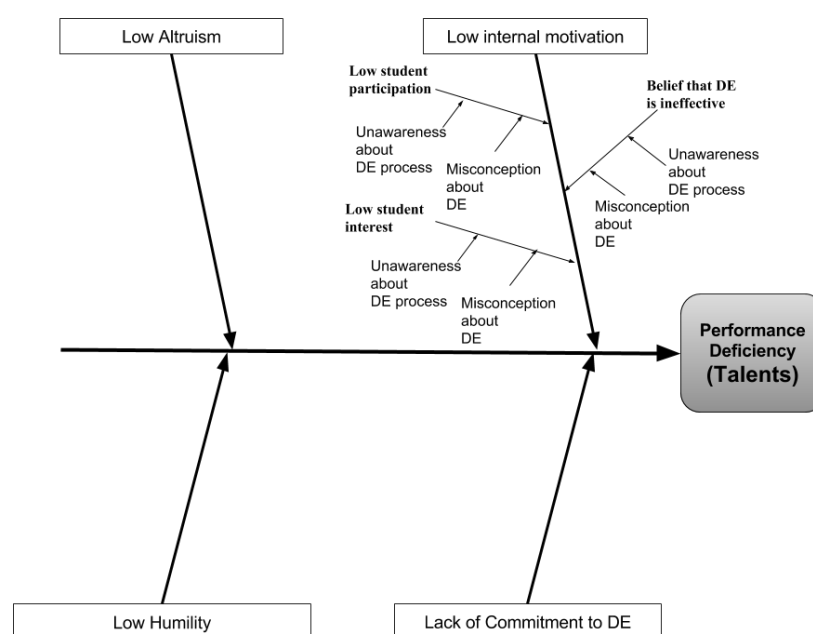 Low Altruism
Low internal motivation
Low student
participation
Belief that DE
is ineffective
Unawareness
about
DE process
Misconception
about
DE
Unawareness
about
DE process
Misconception
about
DE
Low student
interest
Unawareness
about
DE process
Misconception
about
DE
Performance
Deficiency
(Talents)
Low Humility
Lack of Commitment to DE